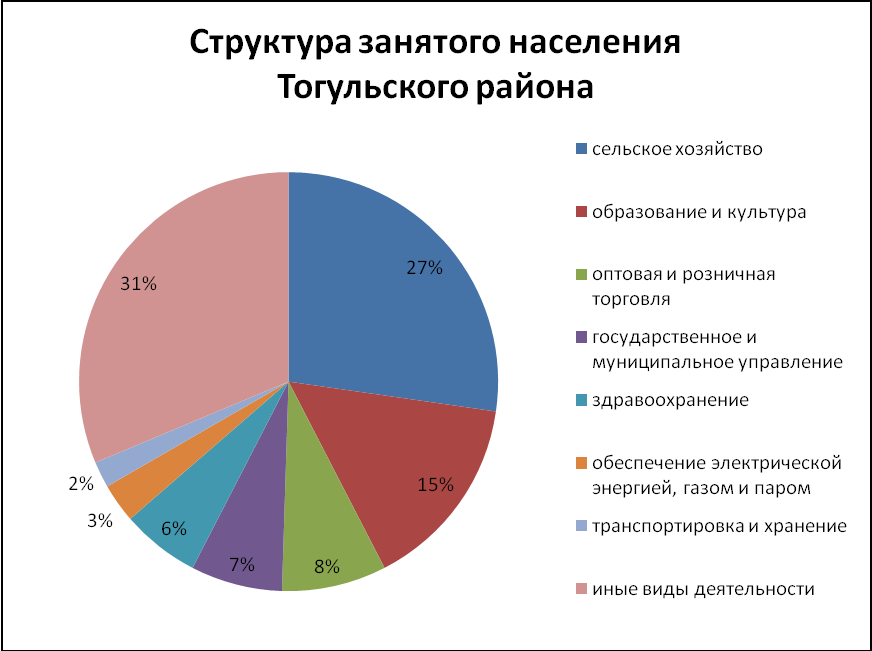 Структура занятого населения
Тогульского района
сельское хозяйство
образование и культура
оптовая и розничная
торговля
государственное и
муниципальное управление
здравоохранение
обеспечение электрической
энергией, газом и паром
транспортировка и хранение
иные виды деятельности
27%
15%
8%
7%
6%
3%
2%
31%